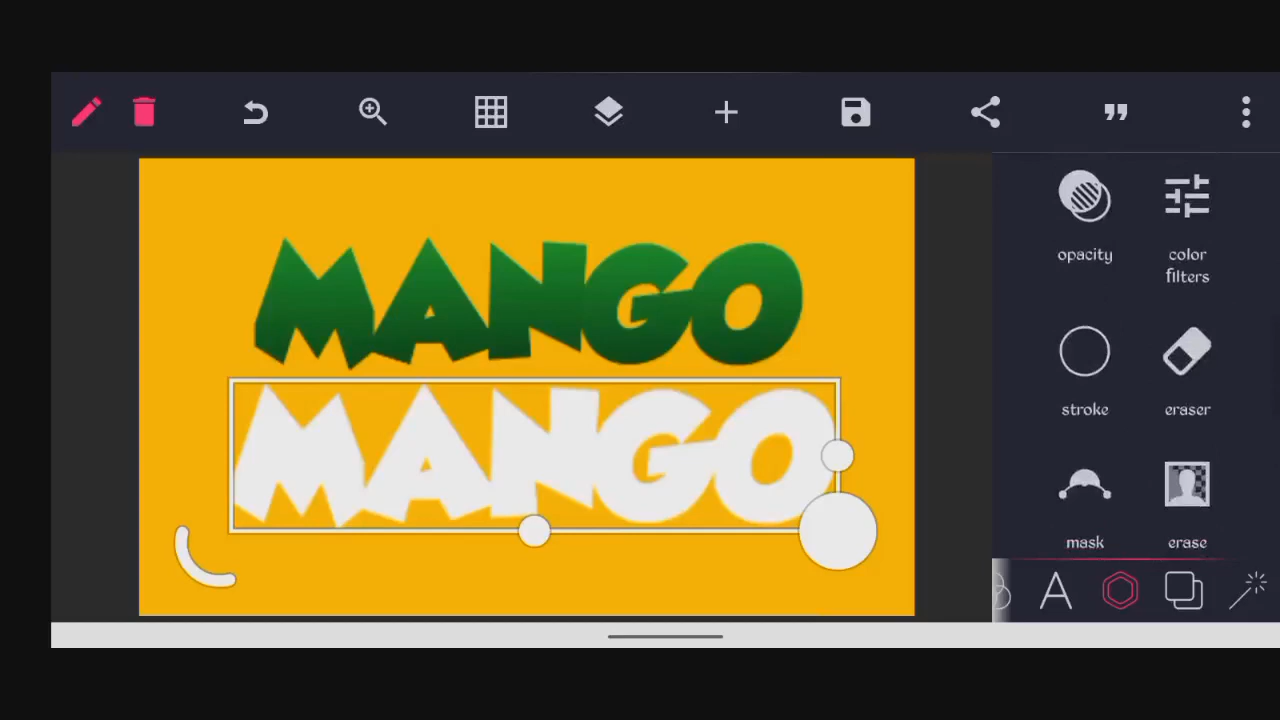 MANGO
MANGO
opacity
color
filters
stroke
eraser
mask
erase